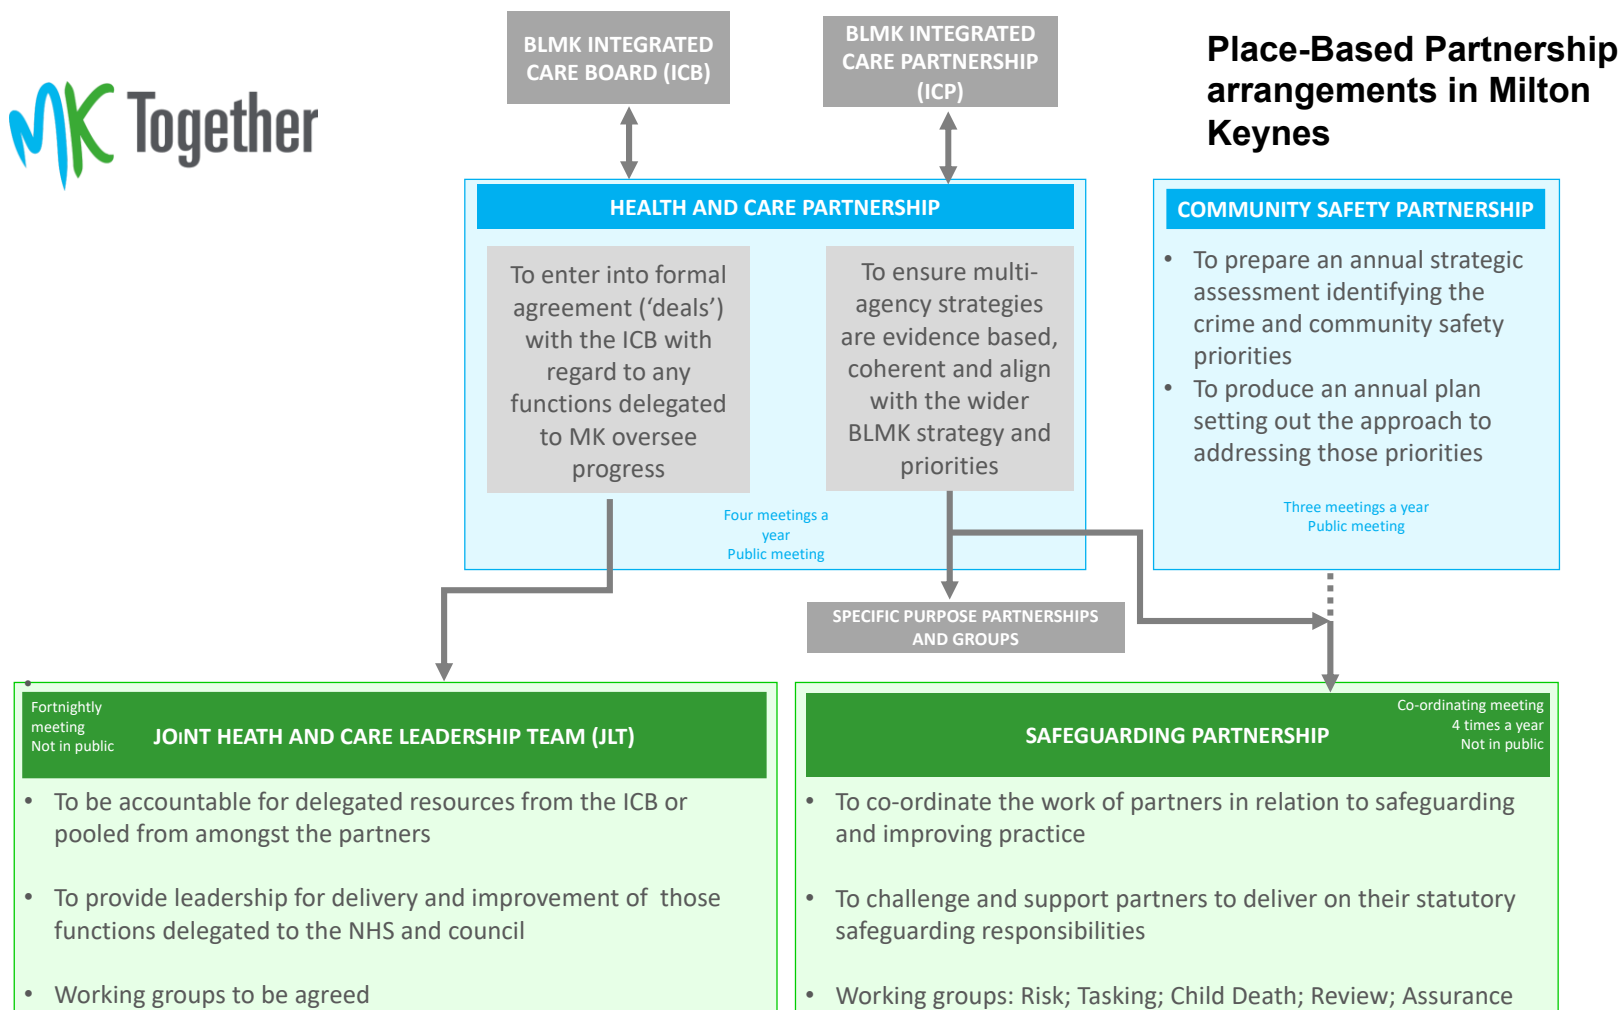 MK Together
BLMK INTEGRATED
CARE BOARD (ICB)
BLMK INTEGRATED
CARE PARTNERSHIP
(ICP)
Place-Based Partnership
arrangements in Milton
Keynes
HEALTH AND CARE PARTNERSHIP
To enter into formal
agreement (‘deals’)
with the ICB with
regard to any
functions delegated
to MK oversee
progress
To ensure multi-
agency strategies
are evidence based,
coherent and align
with the wider
BLMK strategy and
priorities
Four meetings a
year
Public meeting
COMMUNITY SAFETY PARTNERSHIP
• To prepare an annual strategic
assessment identifying the
crime and community safety
priorities
• To produce an annual plan
setting out the approach to
addressing those priorities
Three meetings a year
Public meeting
SPECIFIC PURPOSE PARTNERSHIPS
AND GROUPS
•
Fortnightly
meeting
Not in public
JOiNT HEATH AND CARE LEADERSHIP TEAM (JLT)
• To be accountable for delegated resources from the ICB or
pooled from amongst the partners
• To provide leadership for delivery and improvement of those
functions delegated to the NHS and council
• Working groups to be agreed
SAFEGUARDING PARTNERSHIP
Co-ordinating meeting
4 times a year
Not in public
• To co-ordinate the work of partners in relation to safeguarding
and improving practice
• To challenge and support partners to deliver on their statutory
safeguarding responsibilities
• Working groups: Risk; Tasking; Child Death; Review; Assurance